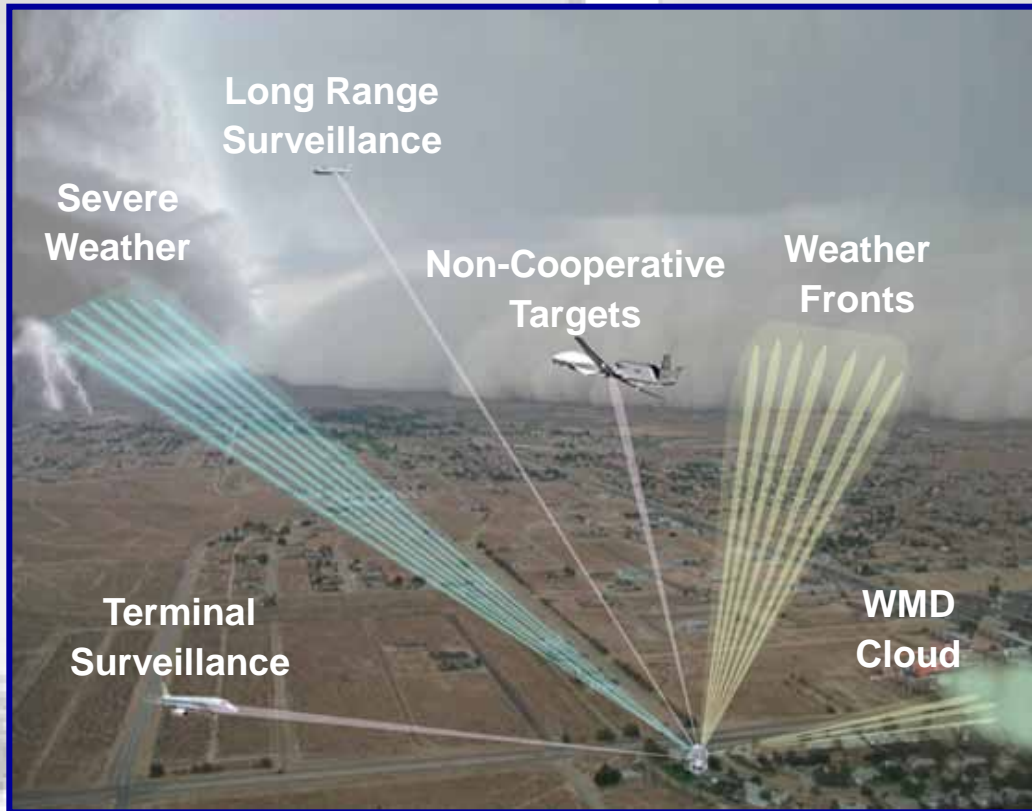 Long Range
Surveillance
Severe
Weather
Non-Cooperative
Targets
Weather
Fronts
Terminal
Surveillance
WMD
Cloud